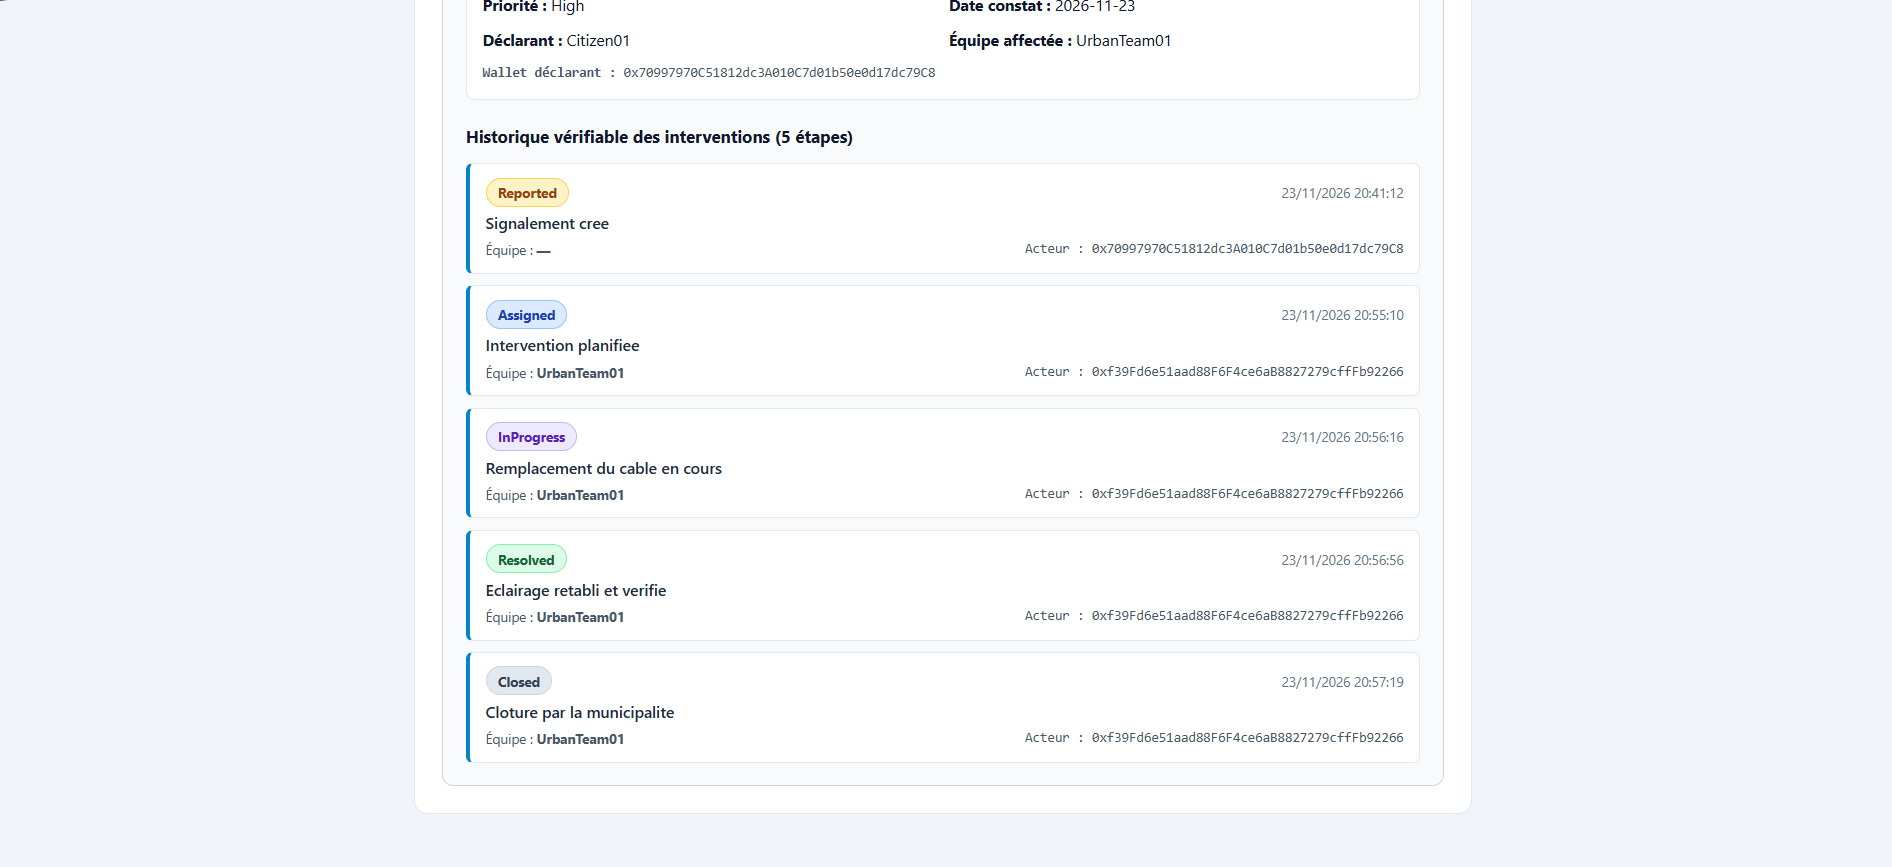 Priorité : High
Date constat : 2026-11-23
Déclarant : Citizen01
Équipe affectée : UrbanTeam01
Wallet déclarant : 0x70997970C51812dc3A010C7d01b50e0d17dc79C8
Historique vérifiable des interventions (5 étapes)
Reported
23/11/2026 20:41:12
Signalement cree
Équipe : —
Acteur : 0x70997970C51812dc3A010C7d01b50e0d17dc79C8
Assigned
23/11/2026 20:55:10
Intervention planifiee
Équipe : UrbanTeam01
Acteur : 0xf39Fd6e51aad88F6F4ce6aB8827279cffFb92266
InProgress
23/11/2026 20:56:16
Remplacement du cable en cours
Équipe : UrbanTeam01
Acteur : 0xf39Fd6e51aad88F6F4ce6aB8827279cffFb92266
Resolved
23/11/2026 20:56:56
Eclairage retabli et verifie
Équipe : UrbanTeam01
Acteur : 0xf39Fd6e51aad88F6F4ce6aB8827279cffFb92266
Closed
23/11/2026 20:57:19
Cloture par la municipalite
Équipe : UrbanTeam01
Acteur : 0xf39Fd6e51aad88F6F4ce6aB8827279cffFb92266